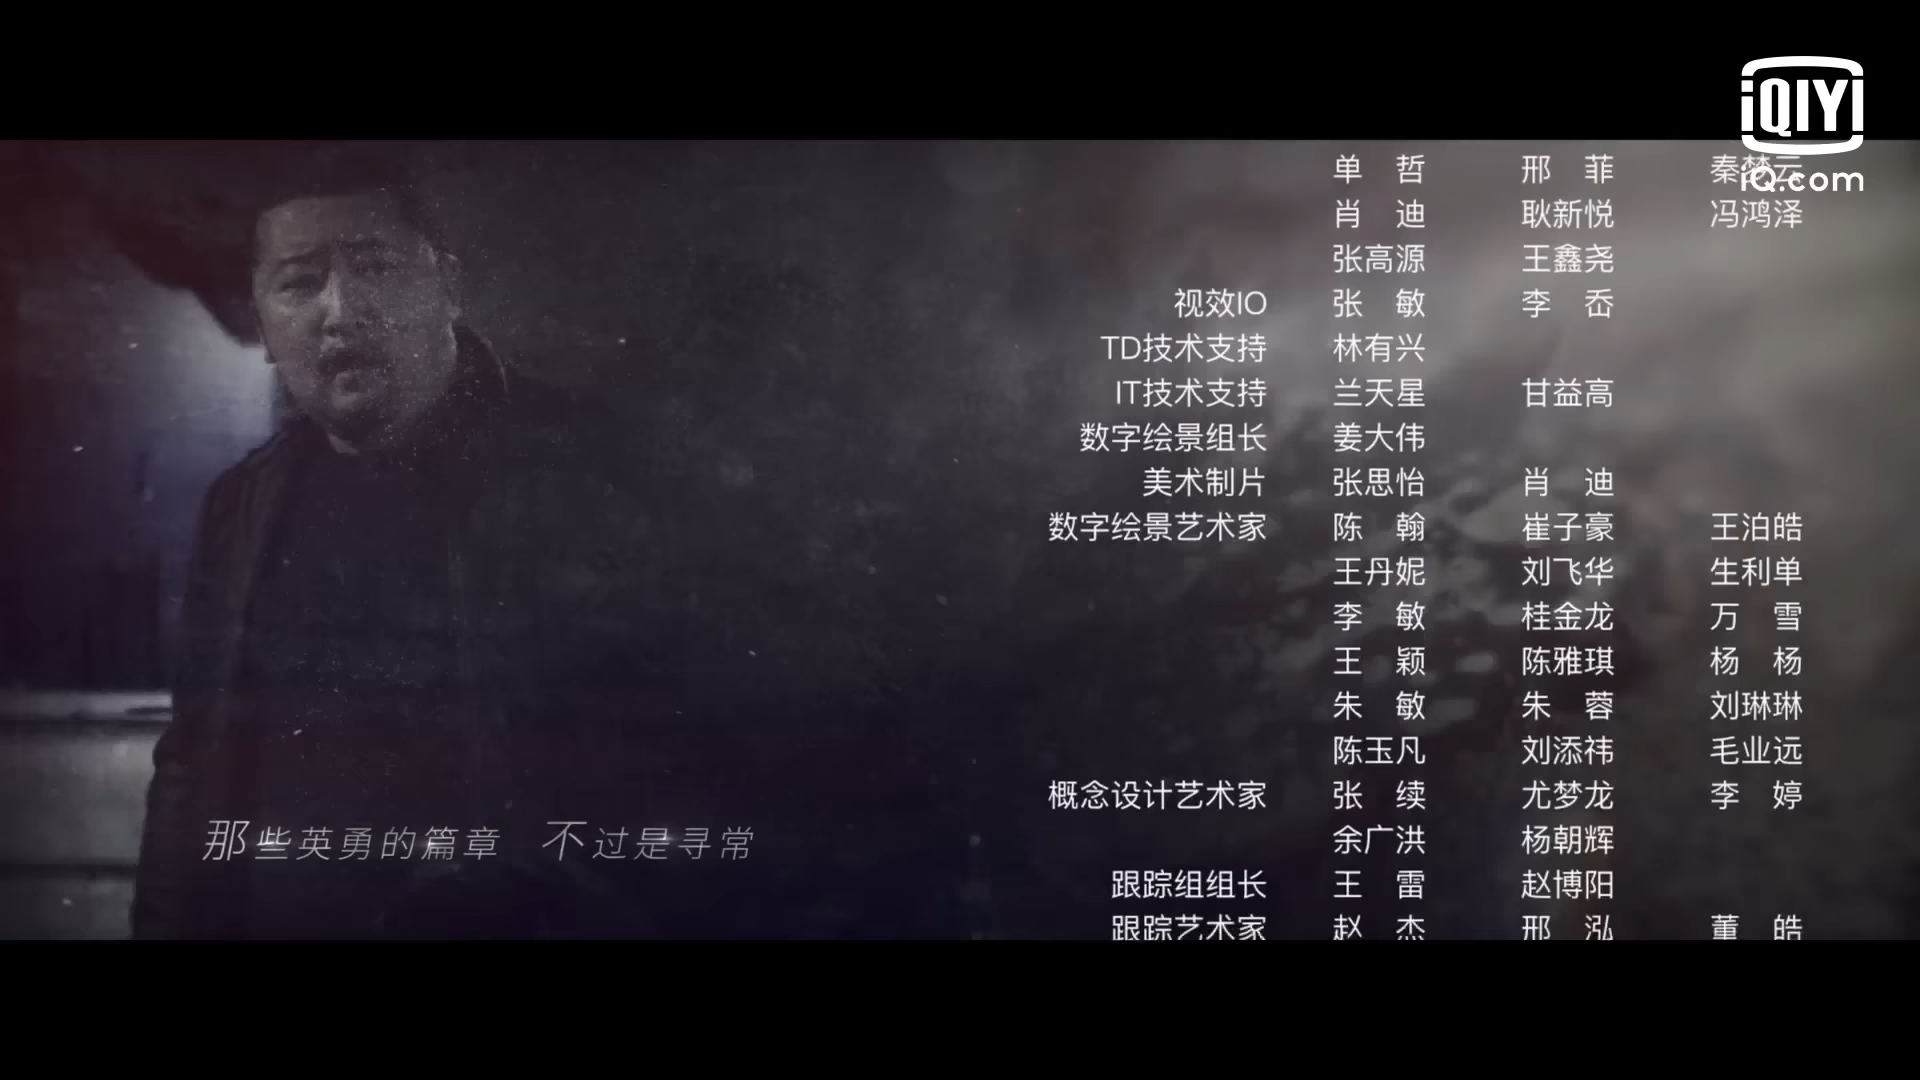 iQIYI
iQ.com
单 哲 邢 菲 秦梦云
肖 迪 耿新悦 冯鸿泽
张高源 王鑫尧
视效IO 张 敏 李 岙
TD技术支持 林有兴
IT技术支持 兰天星 甘益高
数字绘景组长 姜大伟
美术制片 张思怡 肖 迪
数字绘景艺术家 陈 翰 崔子豪 王泊皓
王丹妮 刘飞华 生利单
李 敏 桂金龙 万 雪
王 颖 陈雅琪 杨 杨
朱 敏 朱 蓉 刘琳琳
陈玉凡 刘添祎 毛业远
概念设计艺术家 张 续 尤梦龙 李 婷
余广洪 杨朝辉
那些英勇的篇章 不过是寻常
跟踪组组长 王 雷 赵博阳
跟踪艺术家 赵 杰 邢 泓 董 皓